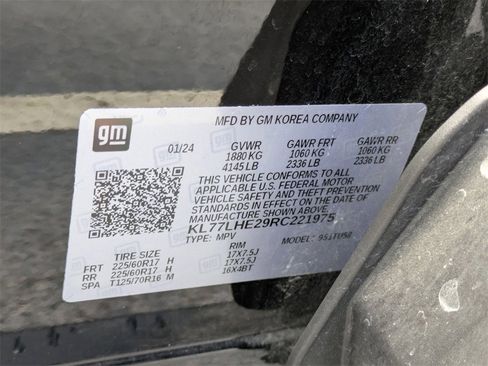 MFD BY GM KOREA COMPANY
gm
01/24 GVWR GAWR FRT GAWR RR
1880 KG 1060 KG 1060 KG
4145 LB 2336 LB 2336 LB
THIS VEHICLE CONFORMS TO ALL
APPLICABLE U.S. FEDERAL MOTOR
VEHICLE SAFETY AND THEFT PREVENTION
STANDARDS IN EFFECT ON THE DATE OF
MANUFACTURE SHOWN ABOVE.
KL77LHE29RC221975
TYPE: MPV MODEL: 9SITU58
TIRE SIZE RIM
FRT 225/60R17 H 17X7.5J
RR 225/60R17 H 17X7.5J
SPA T125/70R16 M 16X4BT